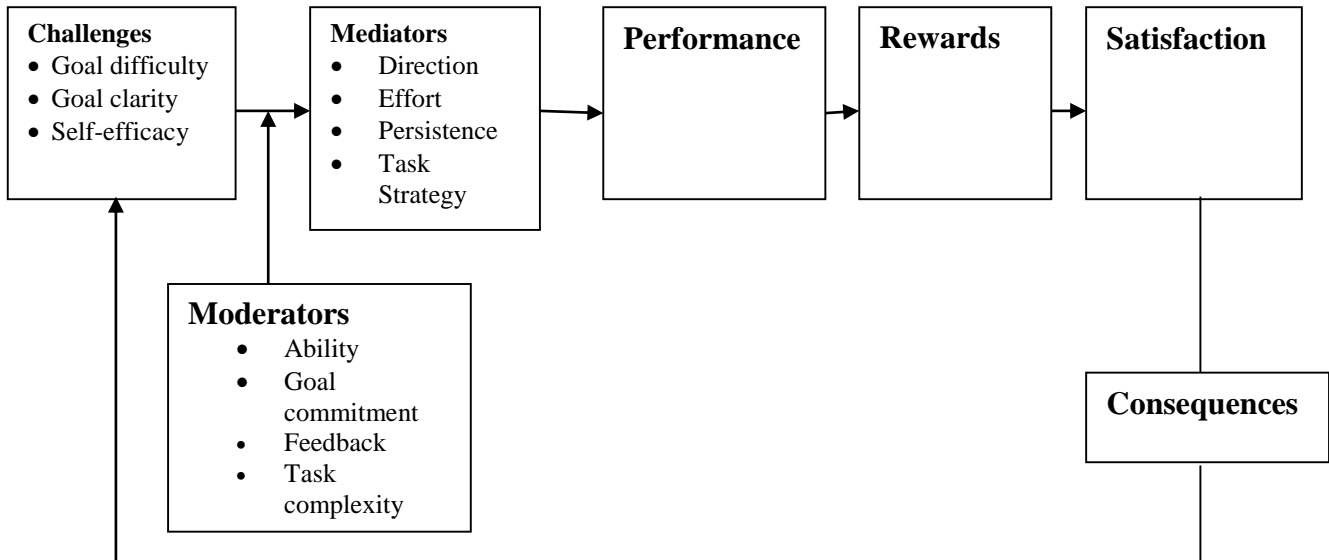 Challenges
• Goal difficulty
• Goal clarity
• Self-efficacy
Mediators
• Direction
• Effort
• Persistence
• Task
Strategy
Performance
Rewards
Satisfaction
Moderators
• Ability
• Goal
commitment
• Feedback
• Task
complexity
Consequences